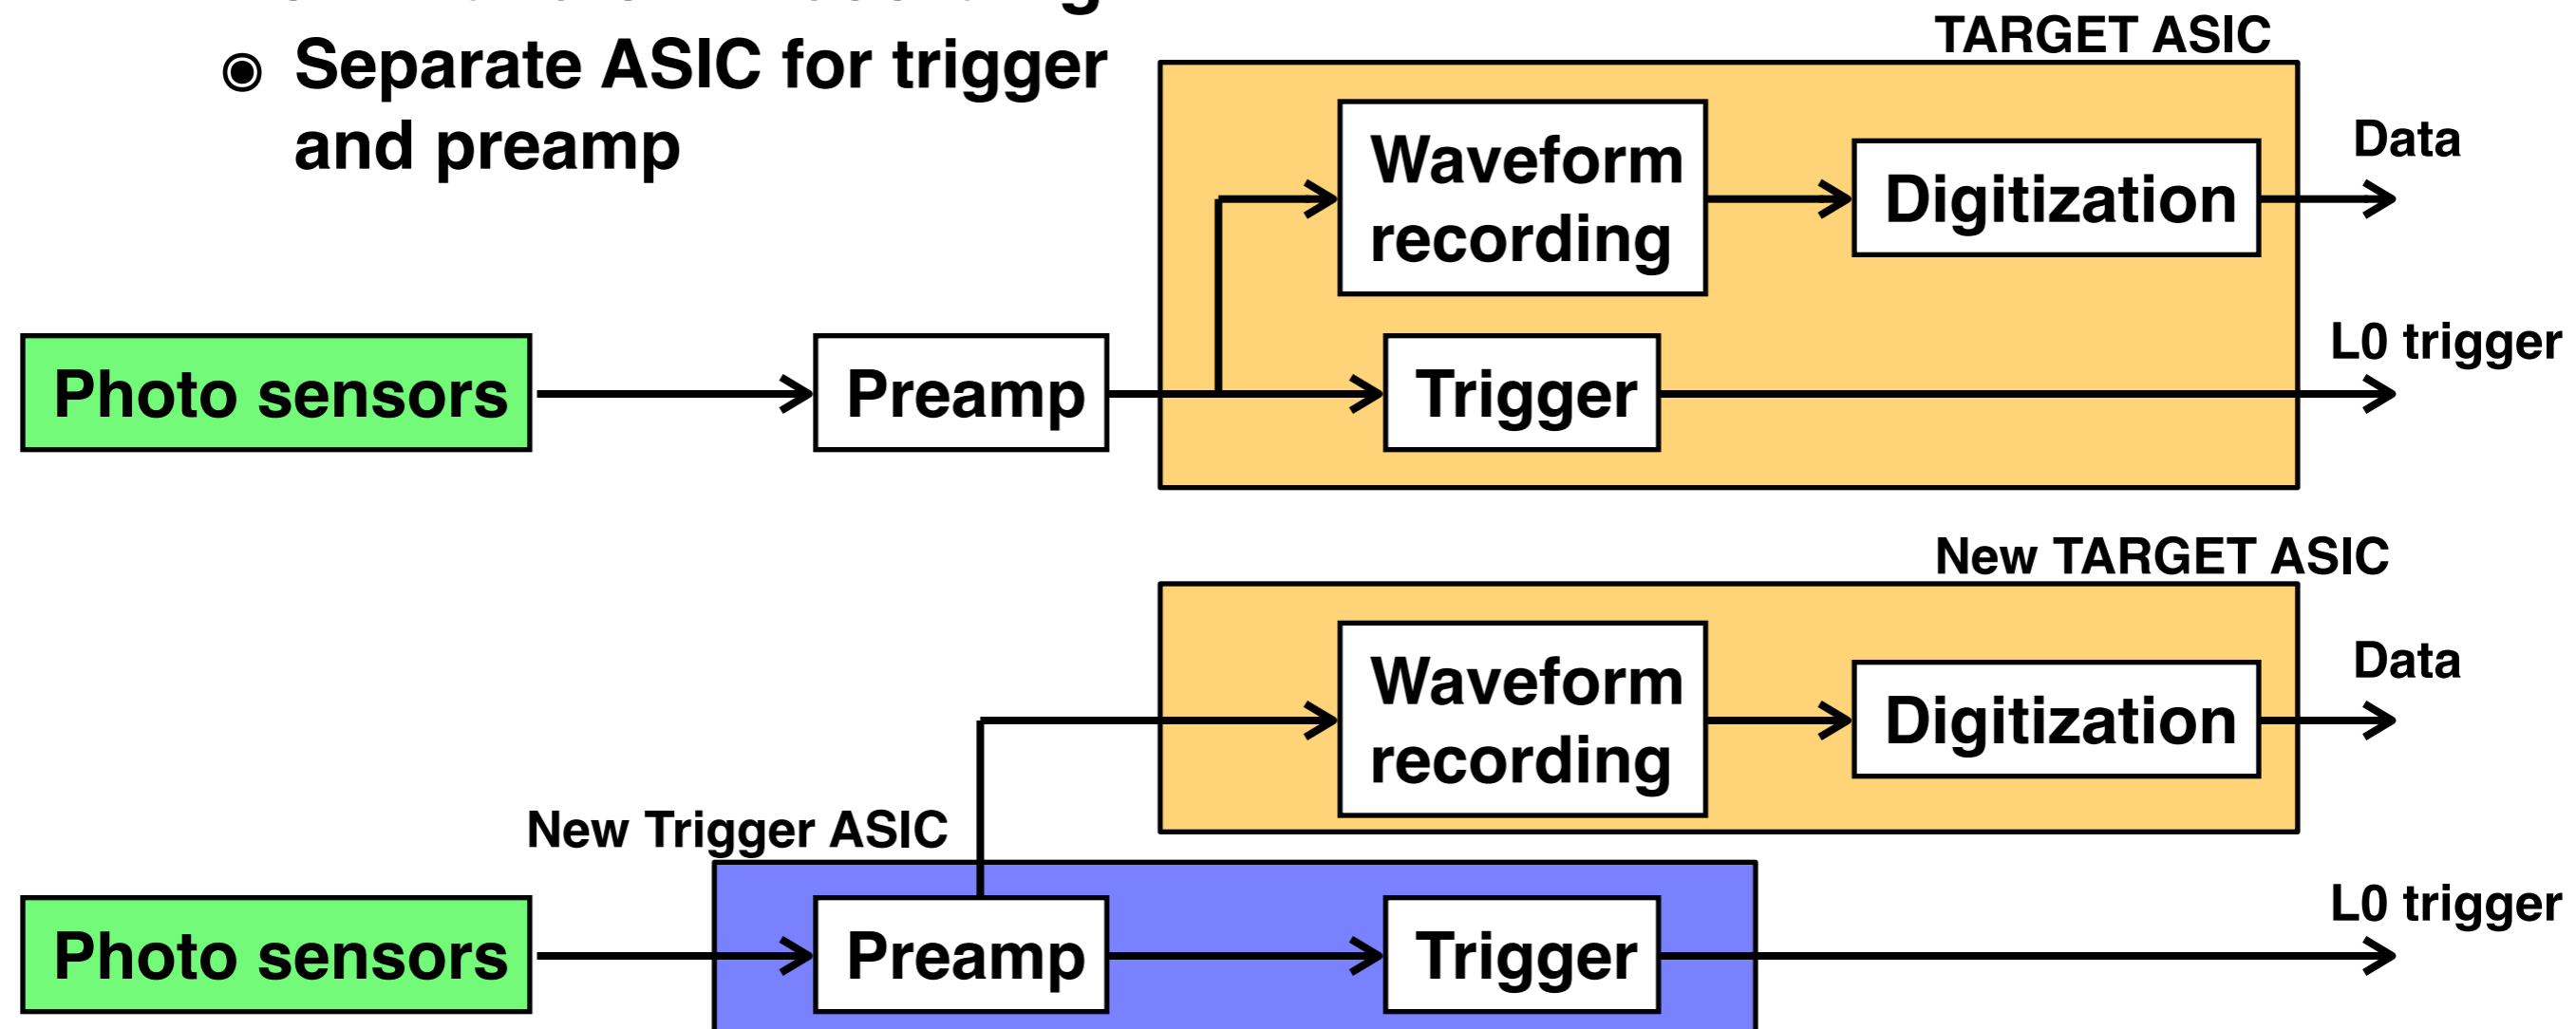 Separate ASIC for trigger
and preamp
TARGET ASIC
Waveform
recording
Digitization
Data
Photo sensors
Preamp
Trigger
L0 trigger
New TARGET ASIC
Waveform
recording
Digitization
Data
New Trigger ASIC
Photo sensors
Preamp
Trigger
L0 trigger